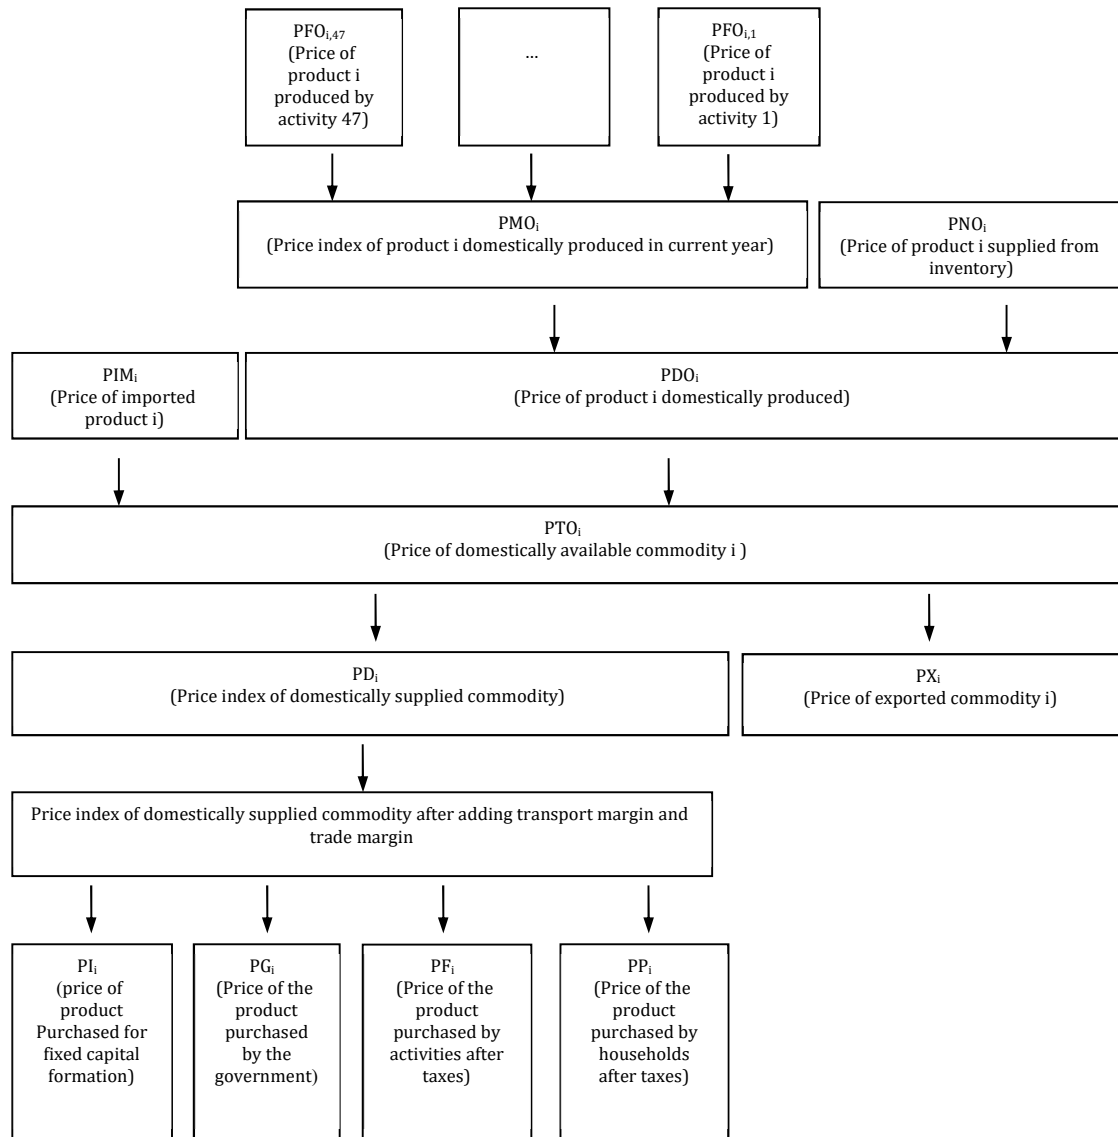 PFOi,47
(Price of
product i
produced by
activity 47)
...
PFOi,1
(Price of
product i
produced by
activity 1)
PMOi
(Price index of product i domestically produced in current year)
PNOi
(Price of product i supplied from
inventory)
PIMi
(Price of imported
product i)
PDOi
(Price of product i domestically produced)
PTOi
(Price of domestically available commodity i )
PDi
(Price index of domestically supplied commodity)
PXi
(Price of exported commodity i)
Price index of domestically supplied commodity after adding transport margin and
trade margin
PIi
(price of
product
Purchased for
fixed capital
formation)
PGi
(Price of the
product
purchased
by the
government)
PFi
(Price of the
product
purchased by
activities after
taxes)
PPi
(Price of the
product
purchased by
households
after taxes)